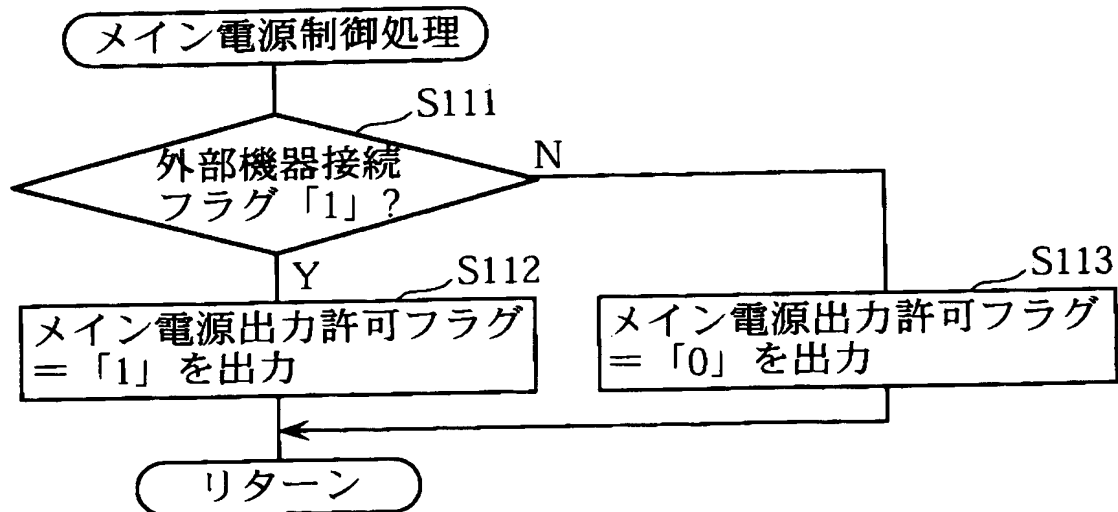 メイン電源制御処理
S111
外部機器接続
フラグ「1」?
N
Y
S112
メイン電源出力許可フラグ
=「1」を出力
S113
メイン電源出力許可フラグ
=「0」を出力
リターン